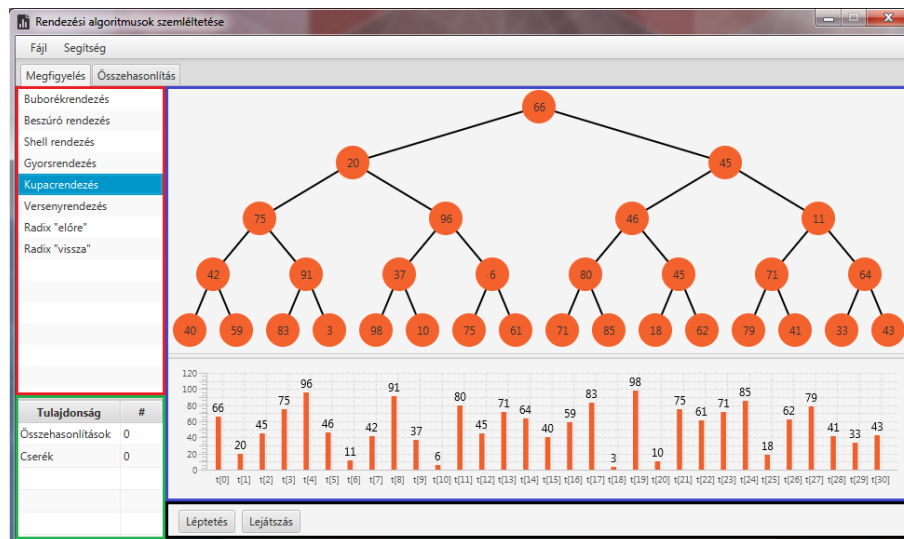 Rendezési algoritmusok szemléltetése
Fájl Segítség
Megfigyelés Összehasonlítás
Buborékrendezés
Beszúró rendezés
Shell rendezés
Gyorsrendezés
Kupacrendezés
Versenyrendezés
Radix "előre"
Radix "vissza"
Tulajdonság #
Összehasonlítások 0
Cserék 0
66
20 45
75 96 46 11
42 91 37 6 80 45 71 64
40 59 83 3 98 10 75 61 71 85 18 62 79 41 33 43
120
100
80
60
40
20
0
66 20 45 75 96 46 11 42 91 37 6 80 45 71 64 40 59 83 3 98 10 75 61 71 85 18 62 79 41 33 43
t[0] t[1] t[2] t[3] t[4] t[5] t[6] t[7] t[8] t[9] t[10] t[11] t[12] t[13] t[14] t[15] t[16] t[17] t[18] t[19] t[20] t[21] t[22] t[23] t[24] t[25] t[26] t[27] t[28] t[29] t[30]
Léptetés Lejátszás